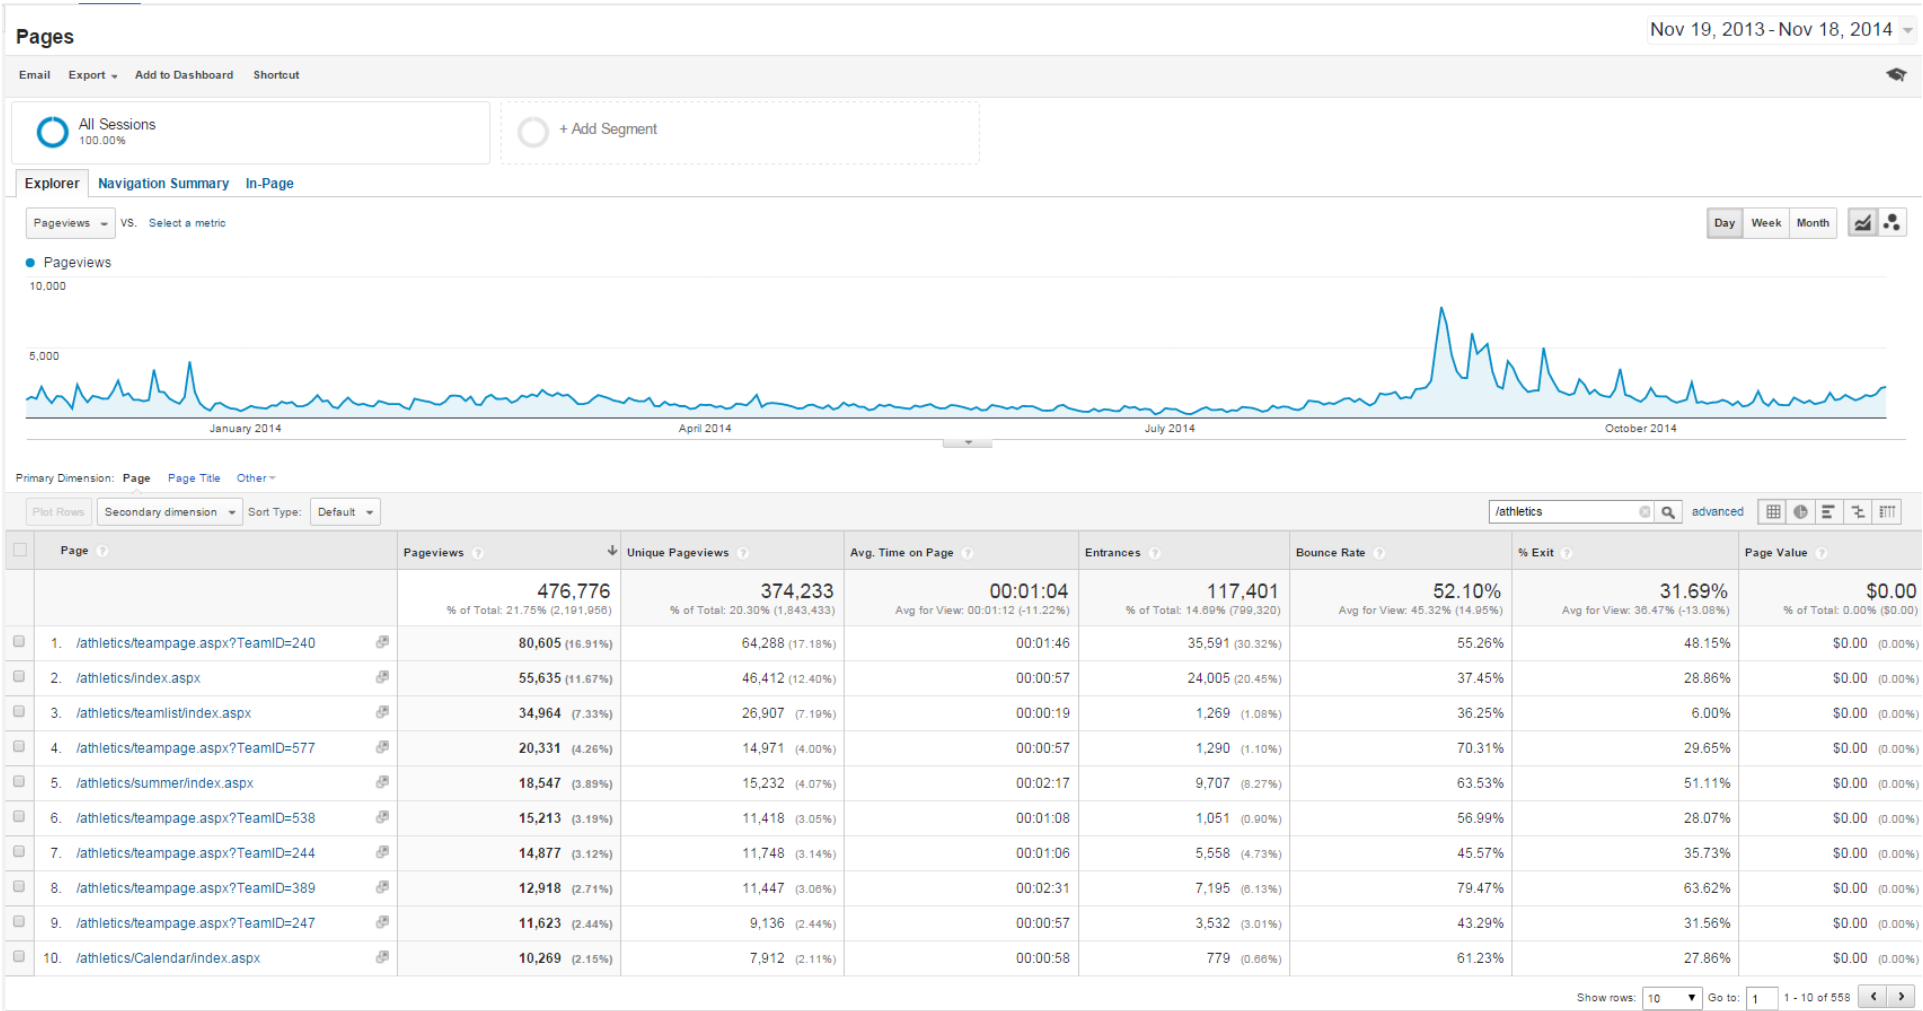 Pages
Nov 19, 2013 - Nov 18, 2014
Email Export Add to Dashboard Shortcut
All Sessions
100.00%
+ Add Segment
Explorer Navigation Summary In-Page
Pageviews VS. Select a metric
Day Week Month
Pageviews
10,000
5,000
January 2014 April 2014 July 2014 October 2014
Primary Dimension: Page Page Title Other
Plot Rows Secondary dimension Sort Type: Default /athletics advanced
Page ? Pageviews ? Unique Pageviews ? Avg. Time on Page ? Entrances ? Bounce Rate ? % Exit ? Page Value ?
476,776 374,233 00:01:04 117,401 52.10% 31.69% $0.00
% of Total: 21.75% (2,191,956) % of Total: 20.30% (1,843,433) Avg for View: 00:01:12 (-11.22%) % of Total: 14.69% (799,320) Avg for View: 45.32% (14.95%) Avg for View: 36.47% (-13.08%) % of Total: 0.00% ($0.00)
1. /athletics/teampage.aspx?TeamID=240 80,605 (16.91%) 64,288 (17.18%) 00:01:46 35,591 (30.32%) 55.26% 48.15% $0.00 (0.00%)
2. /athletics/index.aspx 55,635 (11.67%) 46,412 (12.40%) 00:00:57 24,005 (20.45%) 37.45% 28.86% $0.00 (0.00%)
3. /athletics/teamlist/index.aspx 34,964 (7.33%) 26,907 (7.19%) 00:00:19 1,269 (1.08%) 36.25% 6.00% $0.00 (0.00%)
4. /athletics/teampage.aspx?TeamID=577 20,331 (4.26%) 14,971 (4.00%) 00:00:57 1,290 (1.10%) 70.31% 29.65% $0.00 (0.00%)
5. /athletics/summer/index.aspx 18,547 (3.89%) 15,232 (4.07%) 00:02:17 9,707 (8.27%) 63.53% 51.11% $0.00 (0.00%)
6. /athletics/teampage.aspx?TeamID=538 15,213 (3.19%) 11,418 (3.05%) 00:01:08 1,051 (0.90%) 56.99% 28.07% $0.00 (0.00%)
7. /athletics/teampage.aspx?TeamID=244 14,877 (3.12%) 11,748 (3.14%) 00:01:06 5,558 (4.73%) 45.57% 35.73% $0.00 (0.00%)
8. /athletics/teampage.aspx?TeamID=389 12,918 (2.71%) 11,447 (3.06%) 00:02:31 7,195 (6.13%) 79.47% 63.62% $0.00 (0.00%)
9. /athletics/teampage.aspx?TeamID=247 11,623 (2.44%) 9,136 (2.44%) 00:00:57 3,532 (3.01%) 43.29% 31.56% $0.00 (0.00%)
10. /athletics/Calendar/index.aspx 10,269 (2.15%) 7,912 (2.11%) 00:00:58 779 (0.66%) 61.23% 27.86% $0.00 (0.00%)
Show rows: 10 Go to: 1 1 - 10 of 558